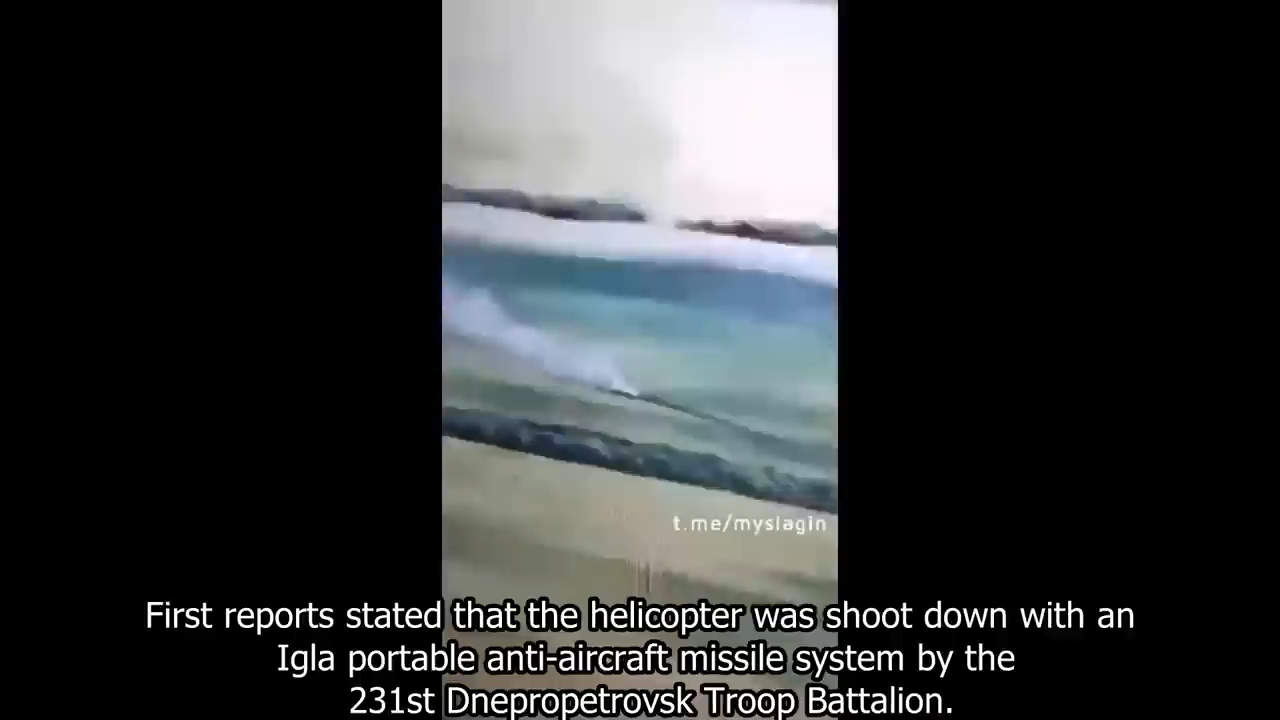 t.me/myslagin
First reports stated that the helicopter was shoot down with an
Igla portable anti-aircraft missile system by the
231st Dnepropetrovsk Troop Battalion.